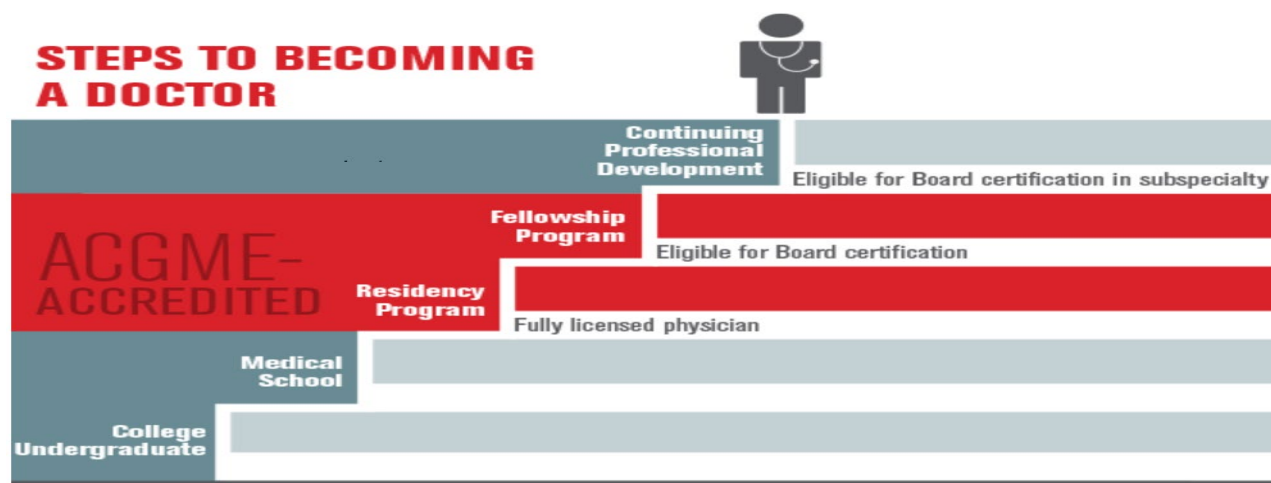 STEPS TO BECOMING
A DOCTOR
Continuing
Professional
Development
Eligible for Board certification in subspecialty
Fellowship
Program
Eligible for Board certification
ACGME-
ACCREDITED
Residency
Program
Fully licensed physician
Medical
School
College
Undergraduate